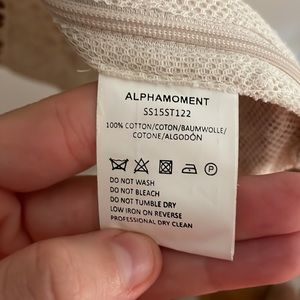 ALPHAMOMENT
SS15ST122
100% COTTON/COTON/BAUMWOLLE/
COTONE/ALGODÓN
P
DO NOT WASH
DO NOT BLEACH
DO NOT TUMBLE DRY
LOW IRON ON REVERSE
PROFESSIONAL DRY CLEAN